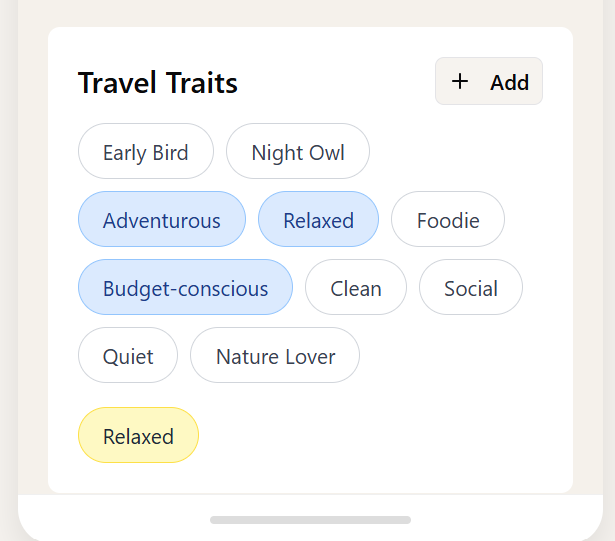 Travel Traits
+ Add
Early Bird Night Owl
Adventurous Relaxed Foodie
Budget-conscious Clean Social
Quiet Nature Lover
Relaxed